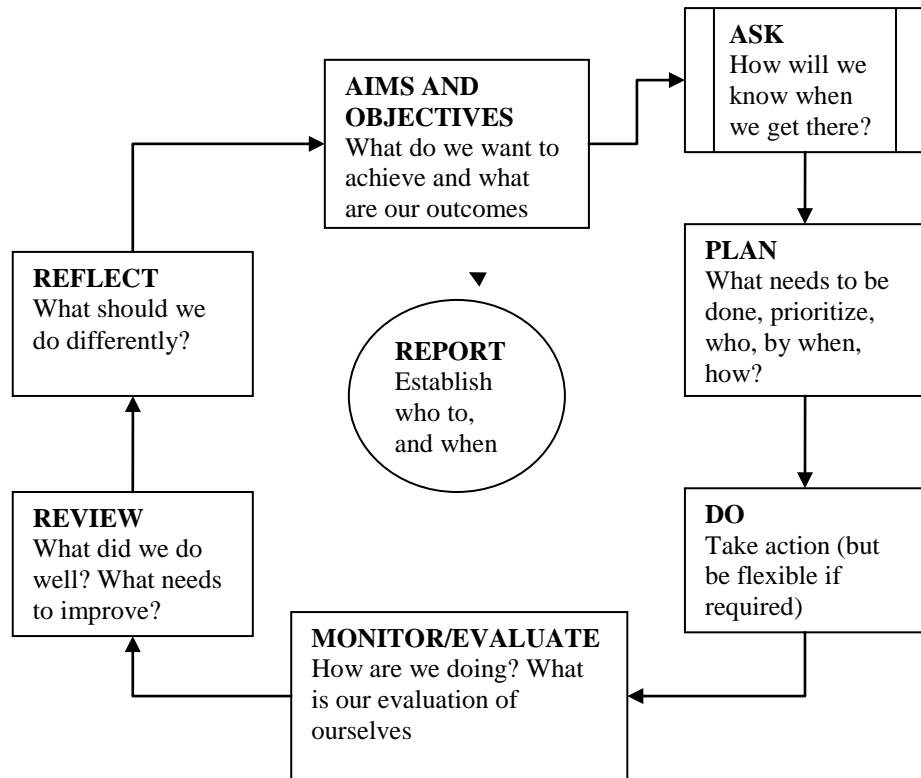 AIMS AND
OBJECTIVES
What do we want to
achieve and what
are our outcomes
ASK
How will we
know when
we get there?
PLAN
What needs to be
done, prioritize,
who, by when,
how?
DO
Take action (but
be flexible if
required)
MONITOR/EVALUATE
How are we doing? What
is our evaluation of
ourselves
REVIEW
What did we do
well? What needs
to improve?
REFLECT
What should we
do differently?
REPORT
Establish
who to,
and when